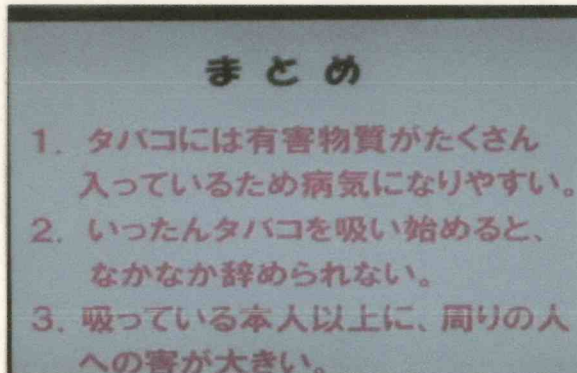 まとめ
1. タバコには有害物質がたくさん
入っているため病気になりやすい。
2. いったんタバコを吸い始めると、
なかなか辞められない。
3. 吸っている本人以上に、周りの人
への害が大きい。